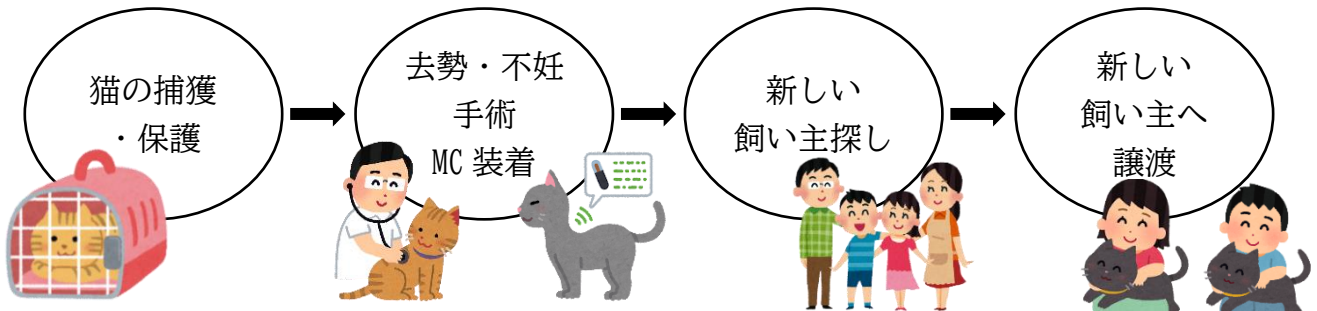 猫の捕獲
・保護
去勢・不妊
手術
MC 装着
新しい
飼い主探し
新しい
飼い主へ
譲渡